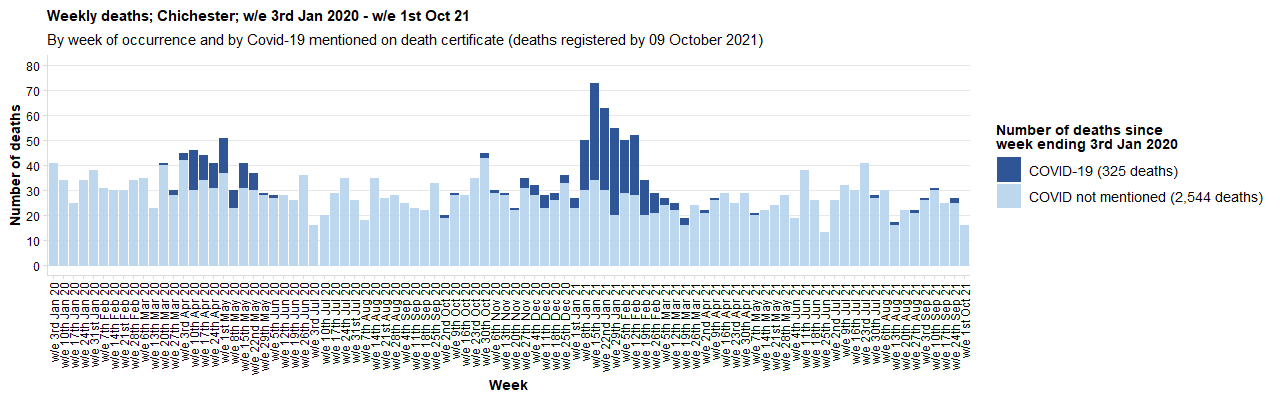 Weekly deaths; Chichester; w/e 3rd Jan 2020 - w/e 1st Oct 21
By week of occurrence and by Covid-19 mentioned on death certificate (deaths registered by 09 October 2021)
Number of deaths
80
70
60
50
40
30
20
10
0
w/e 3rd Jan 20
w/e 10th Jan 20
w/e 17th Jan 20
w/e 24th Jan 20
w/e 31st Jan 20
w/e 7th Feb 20
w/e 14th Feb 20
w/e 21st Feb 20
w/e 28th Feb 20
w/e 6th Mar 20
w/e 13th Mar 20
w/e 20th Mar 20
w/e 27th Mar 20
w/e 3rd Apr 20
w/e 10th Apr 20
w/e 17th Apr 20
w/e 24th Apr 20
w/e 1st May 20
w/e 8th May 20
w/e 15th May 20
w/e 22nd May 20
w/e 29th May 20
w/e 5th Jun 20
w/e 12th Jun 20
w/e 19th Jun 20
w/e 26th Jun 20
w/e 3rd Jul 20
w/e 10th Jul 20
w/e 17th Jul 20
w/e 24th Jul 20
w/e 31st Jul 20
w/e 7th Aug 20
w/e 14th Aug 20
w/e 21st Aug 20
w/e 28th Aug 20
w/e 4th Sep 20
w/e 11th Sep 20
w/e 18th Sep 20
w/e 25th Sep 20
w/e 2nd Oct 20
w/e 9th Oct 20
w/e 16th Oct 20
w/e 23rd Oct 20
w/e 30th Oct 20
w/e 6th Nov 20
w/e 13th Nov 20
w/e 20th Nov 20
w/e 27th Nov 20
w/e 4th Dec 20
w/e 11th Dec 20
w/e 18th Dec 20
w/e 25th Dec 20
w/e 1st Jan 21
w/e 8th Jan 21
w/e 15th Jan 21
w/e 22nd Jan 21
w/e 29th Jan 21
w/e 5th Feb 21
w/e 12th Feb 21
w/e 19th Feb 21
w/e 26th Feb 21
w/e 5th Mar 21
w/e 12th Mar 21
w/e 19th Mar 21
w/e 26th Mar 21
w/e 2nd Apr 21
w/e 9th Apr 21
w/e 16th Apr 21
w/e 23rd Apr 21
w/e 30th Apr 21
w/e 7th May 21
w/e 14th May 21
w/e 21st May 21
w/e 28th May 21
w/e 4th Jun 21
w/e 11th Jun 21
w/e 18th Jun 21
w/e 25th Jun 21
w/e 2nd Jul 21
w/e 9th Jul 21
w/e 16th Jul 21
w/e 23rd Jul 21
w/e 30th Jul 21
w/e 6th Aug 21
w/e 13th Aug 21
w/e 20th Aug 21
w/e 27th Aug 21
w/e 3rd Sep 21
w/e 10th Sep 21
w/e 17th Sep 21
w/e 24th Sep 21
w/e 1st Oct 21
Week
Number of deaths since
week ending 3rd Jan 2020
COVID-19 (325 deaths)
COVID not mentioned (2,544 deaths)